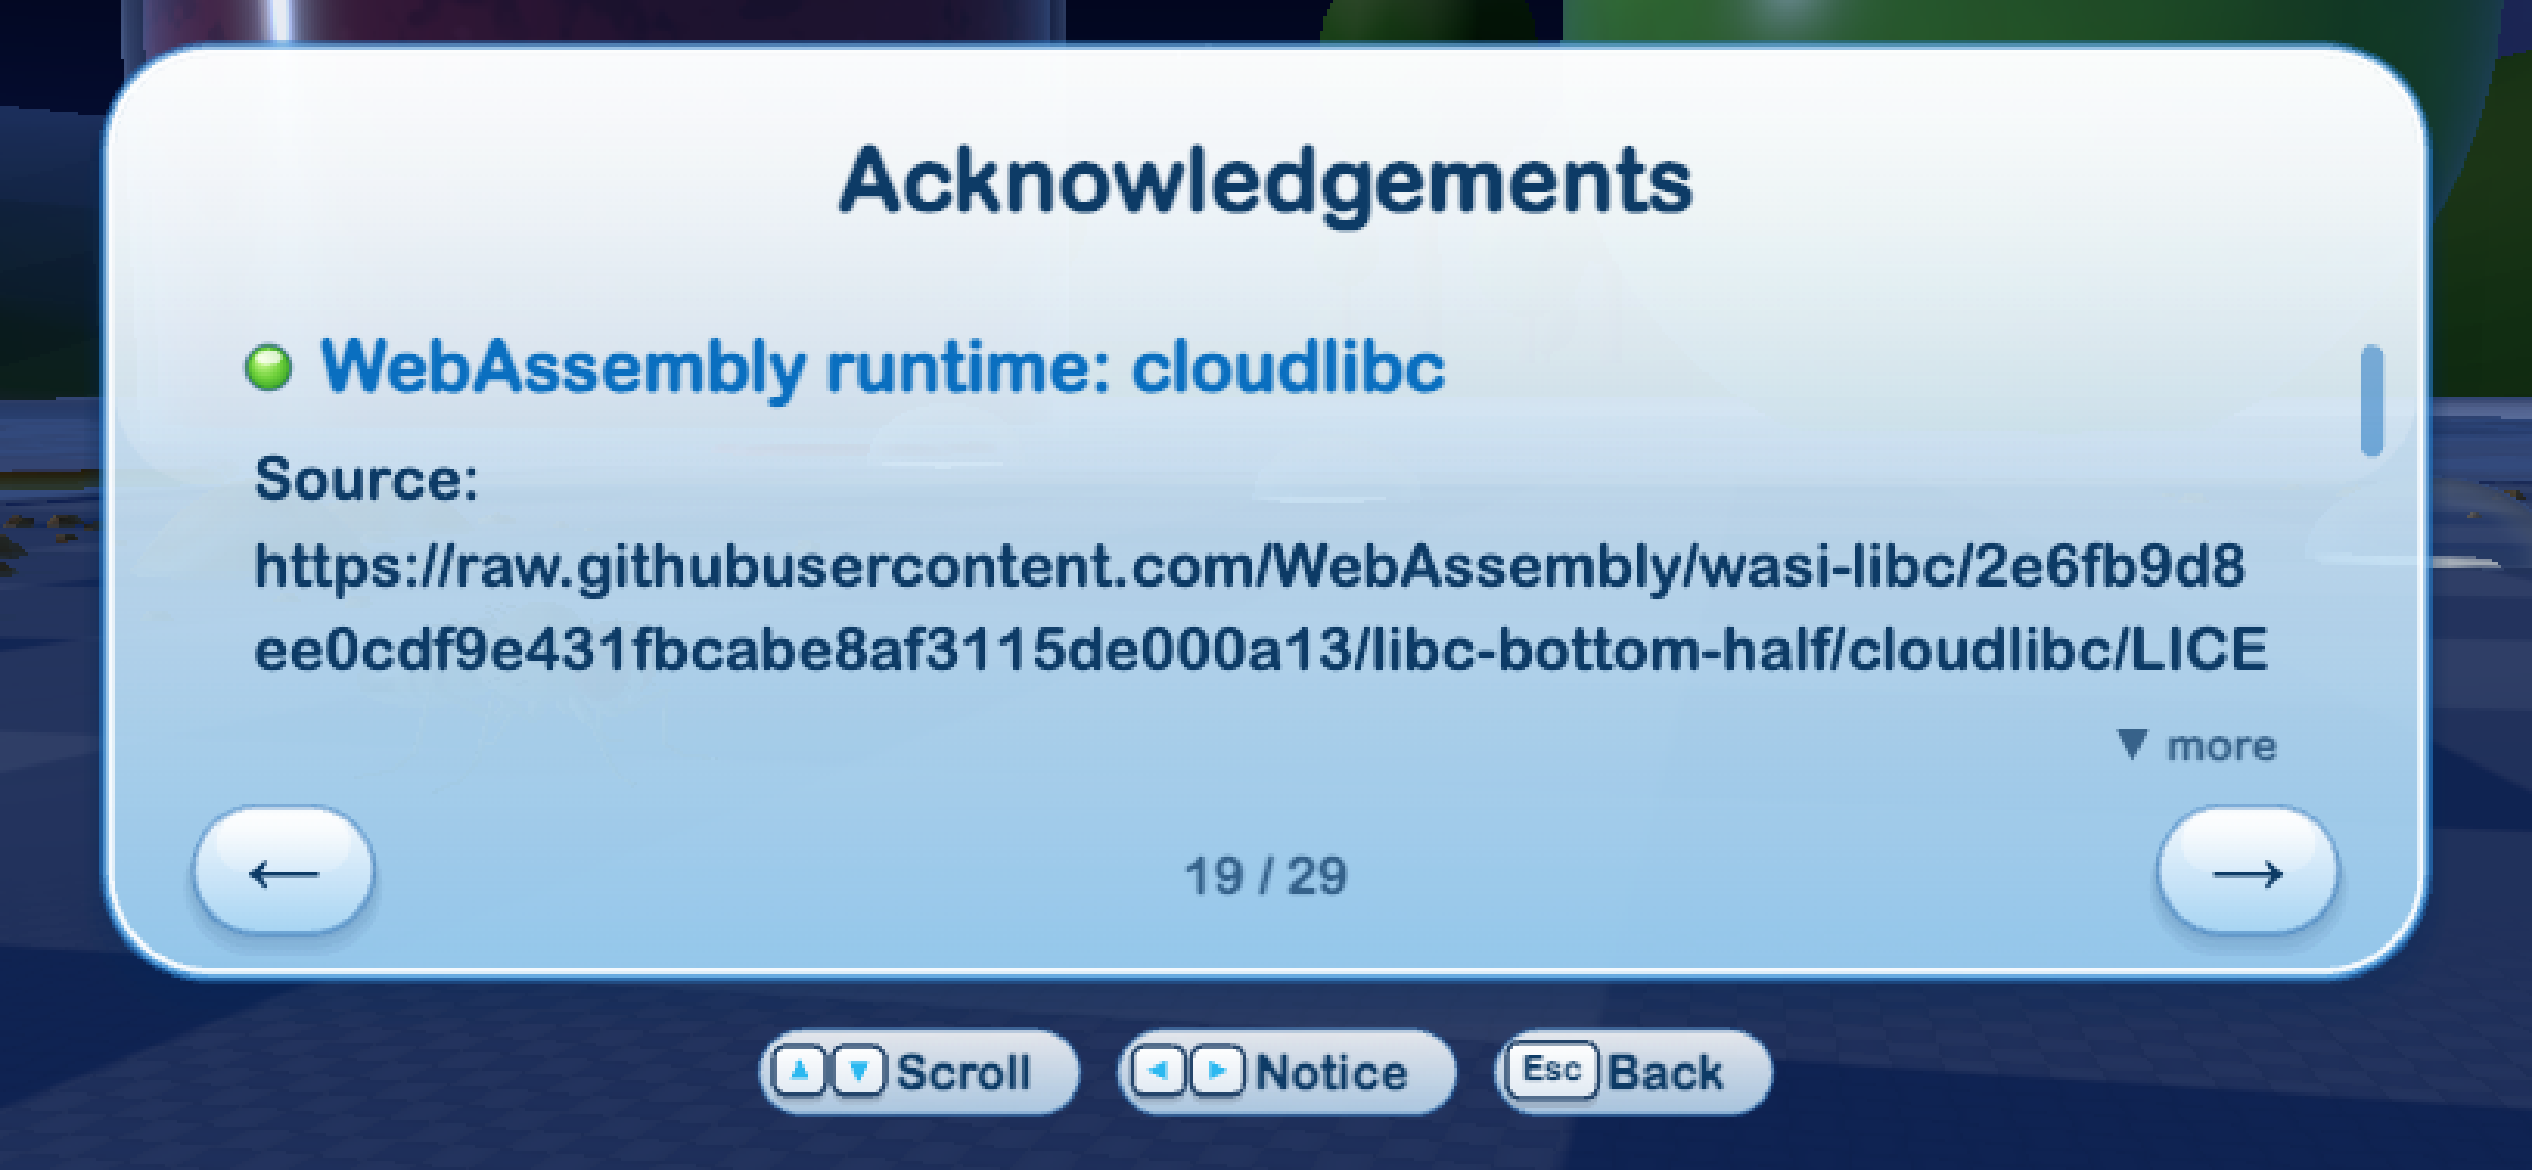 Acknowledgements
WebAssembly runtime: cloudlibc
Source:
https://raw.githubusercontent.com/WebAssembly/wasi-libc/2e6fb9d8
ee0cdf9e431fbcabe8af3115de000a13/libc-bottom-half/cloudlibc/LICE
▼ more
← 19 / 29 →
▲ ▼ Scroll ◄ ► Notice Esc Back